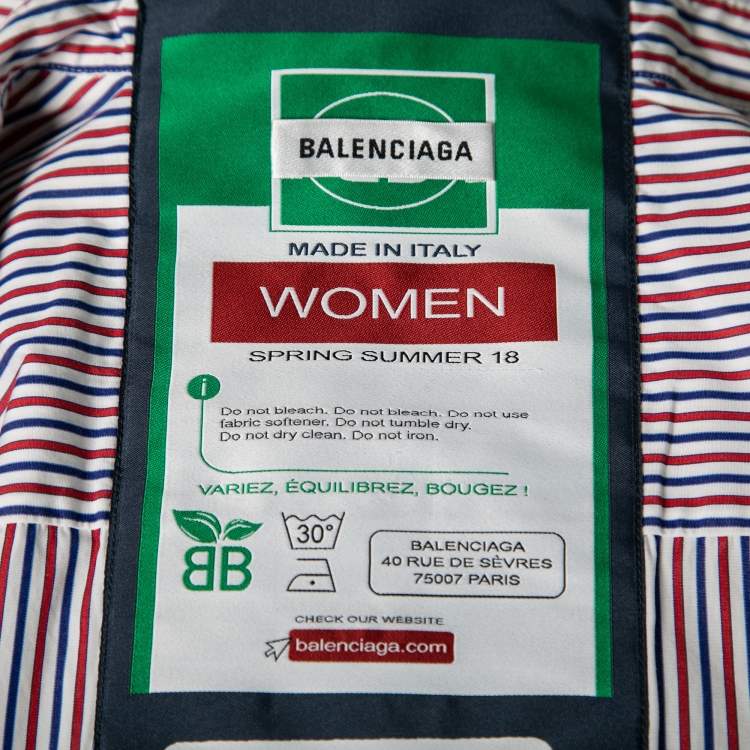 BALENCIAGA
MADE IN ITALY
WOMEN
SPRING SUMMER 18
i
Do not bleach. Do not bleach. Do not use
fabric softener. Do not tumble dry.
Do not dry clean. Do not iron.
VARIEZ, ÉQUILIBREZ, BOUGEZ !
BB
30°
BALENCIAGA
40 RUE DE SÈVRES
75007 PARIS
CHECK OUR WEBSITE
balenciaga.com